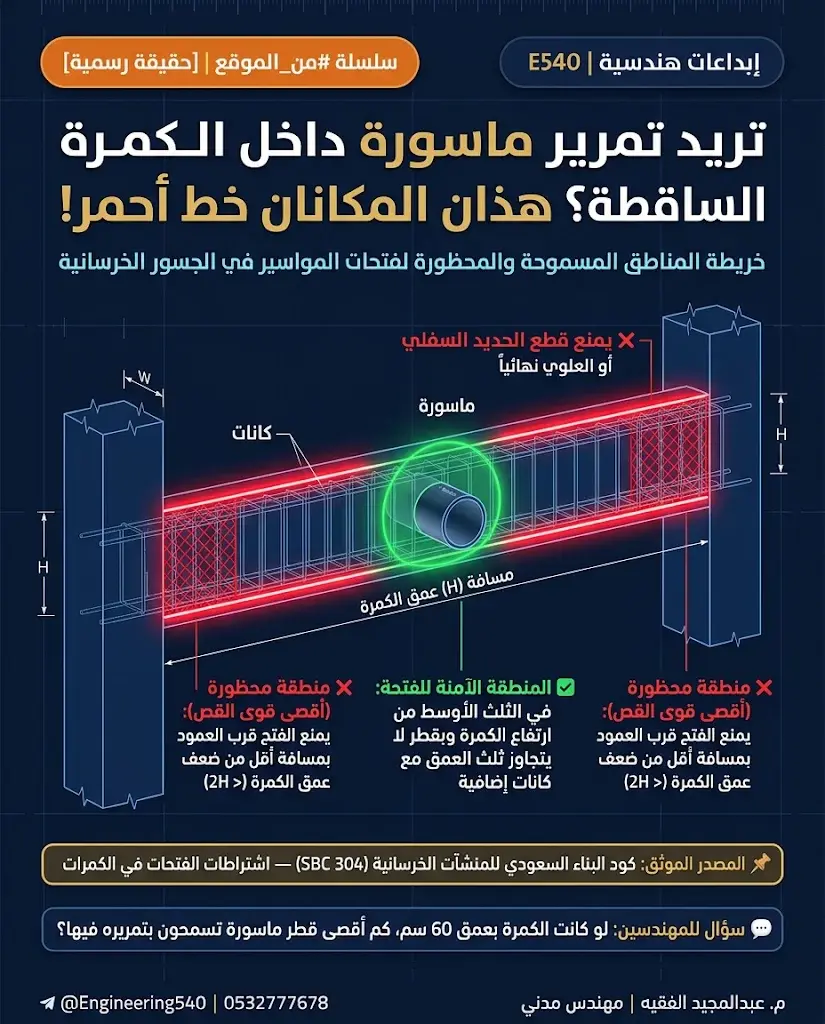 إبداعات هندسية | E540
سلسلة #من_الموقع | [حقيقة رسمية]
تريد تمرير ماسورة داخل الكمرة
الساقطة؟ هذان المكانان خط أحمر!
خريطة المناطق المسموحة والمحظورة لفتحات المواسير في الجسور الخرسانية
❌ يمنع قطع الحديد السفلي
أو العلوي نهائياً
ماسورة
كانات
W
H
H
مسافة (H) عمق الكمرة
❌ منطقة محظورة
(أقصى قوى القص):
يمنع الفتح قرب العمود
بمسافة أقل من ضعف
عمق الكمرة (< 2H)
✅ المنطقة الآمنة للفتحة:
في الثلث الأوسط من
ارتفاع الكمرة وبقطر لا
يتجاوز ثلث العمق مع
كانات إضافية
❌ منطقة محظورة
(أقصى قوى القص):
يمنع الفتح قرب العمود
بمسافة أقل من ضعف
عمق الكمرة (< 2H)
📌 المصدر الموثق: كود البناء السعودي للمنشآت الخرسانية (SBC 304) — اشتراطات الفتحات في الكمرات
💬 سؤال للمهندسين: لو كانت الكمرة بعمق 60 سم، كم أقصى قطر ماسورة تسمحون بتمريره فيها؟
م. عبدالمجيد الفقيه | مهندس مدني
@Engineering540 | 0532777678